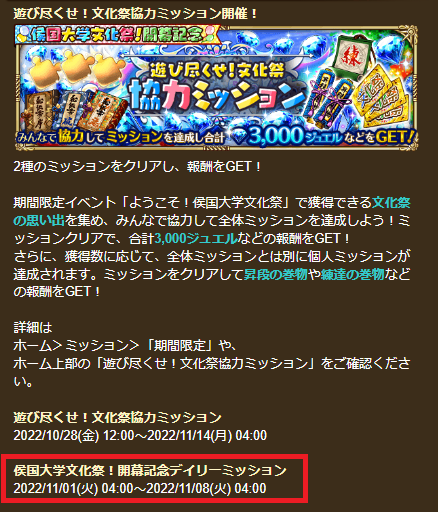 遊び尽くせ！文化祭協力ミッション開催！
侯国大学文化祭！開幕記念
遊び尽くせ！文化祭
協力ミッション
みんなで協力してミッションを達成し合計3,000ジュエルなどをGET!
2種のミッションをクリアし、報酬をGET！
期間限定イベント「ようこそ！侯国大学文化祭」で獲得できる文化祭
の思い出を集め、みんなで協力して全体ミッションを達成しよう！ミ
ッションクリアで、合計3,000ジュエルなどの報酬をGET！
さらに、獲得数に応じて、全体ミッションとは別に個人ミッションが
達成されます。ミッションをクリアして昇段の巻物や練達の巻物など
の報酬をGET！
詳細は
ホーム＞ミッション＞「期間限定」や、
ホーム上部の「遊び尽くせ！文化祭協力ミッション」をご確認くださ
い。
遊び尽くせ！文化祭協力ミッション
2022/10/28(金) 12:00～2022/11/14(月) 04:00
侯国大学文化祭！開幕記念デイリーミッション
2022/11/01(火) 04:00～2022/11/08(火) 04:00